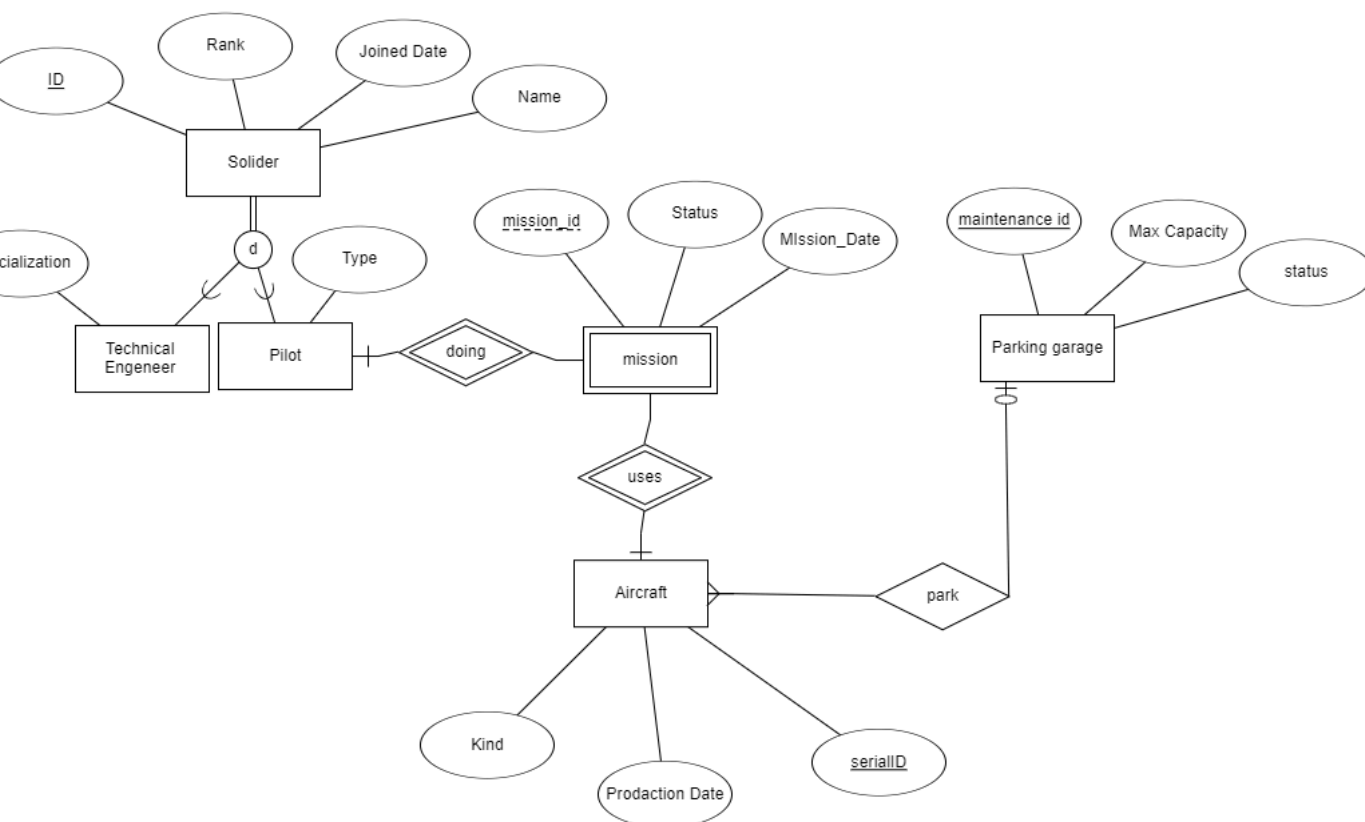 Rank
Joined Date
ID
Name
Solider
mission_id
Status
MIssion_Date
maintenance id
Max Capacity
status
d
cialization
Type
Technical
Engeneer
Pilot
doing
mission
Parking garage
uses
Aircraft
park
Kind
Prodaction Date
serialID